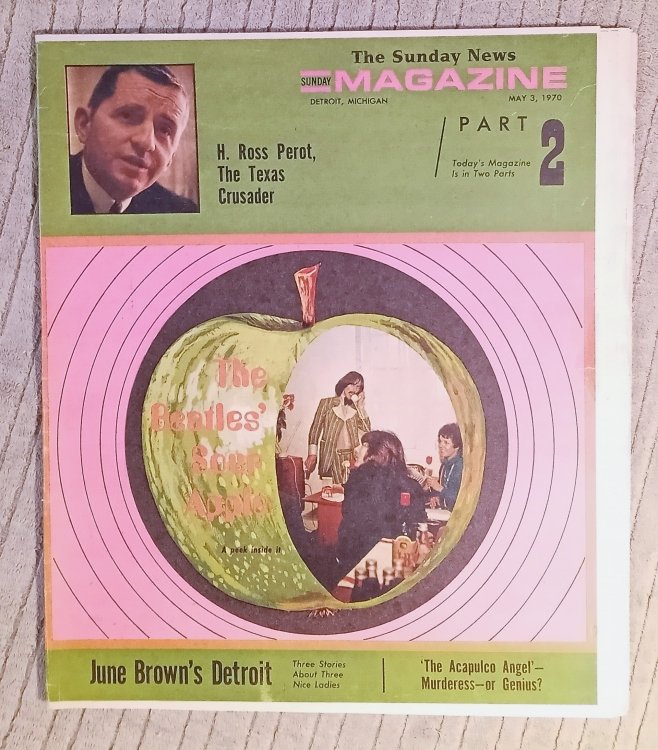 The Sunday News
SUNDAY MAGAZINE
DETROIT, MICHIGAN
MAY 3, 1970
PART 2
Today's Magazine
Is in Two Parts
H. Ross Perot,
The Texas
Crusader
The
Beatles'
Sour
Apple
A peek inside it
June Brown's Detroit
Three Stories
About Three
Nice Ladies
'The Acapulco Angel'—
Murderess—or Genius?